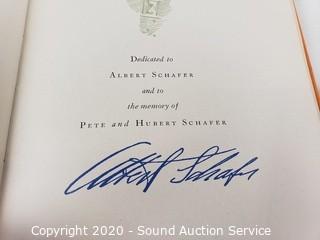 Dedicated to
ALBERT SCHAFER
and to
the memory of
PETE and HUBERT SCHAFER
Albert Schafer
Copyright 2020 - Sound Auction Service